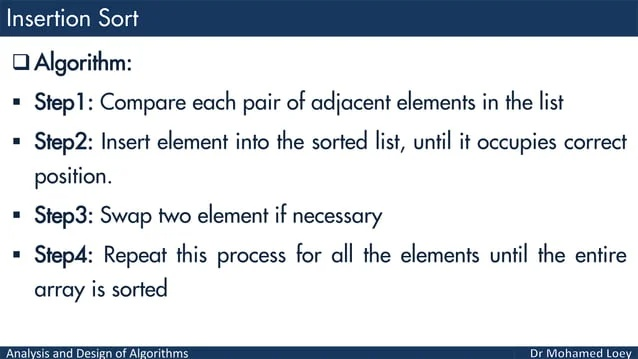 Insertion Sort
❑Algorithm:
▪ Step1: Compare each pair of adjacent elements in the list
▪ Step2: Insert element into the sorted list, until it occupies correct
position.
▪ Step3: Swap two element if necessary
▪ Step4: Repeat this process for all the elements until the entire
array is sorted
Analysis and Design of Algorithms Dr Mohamed Loey